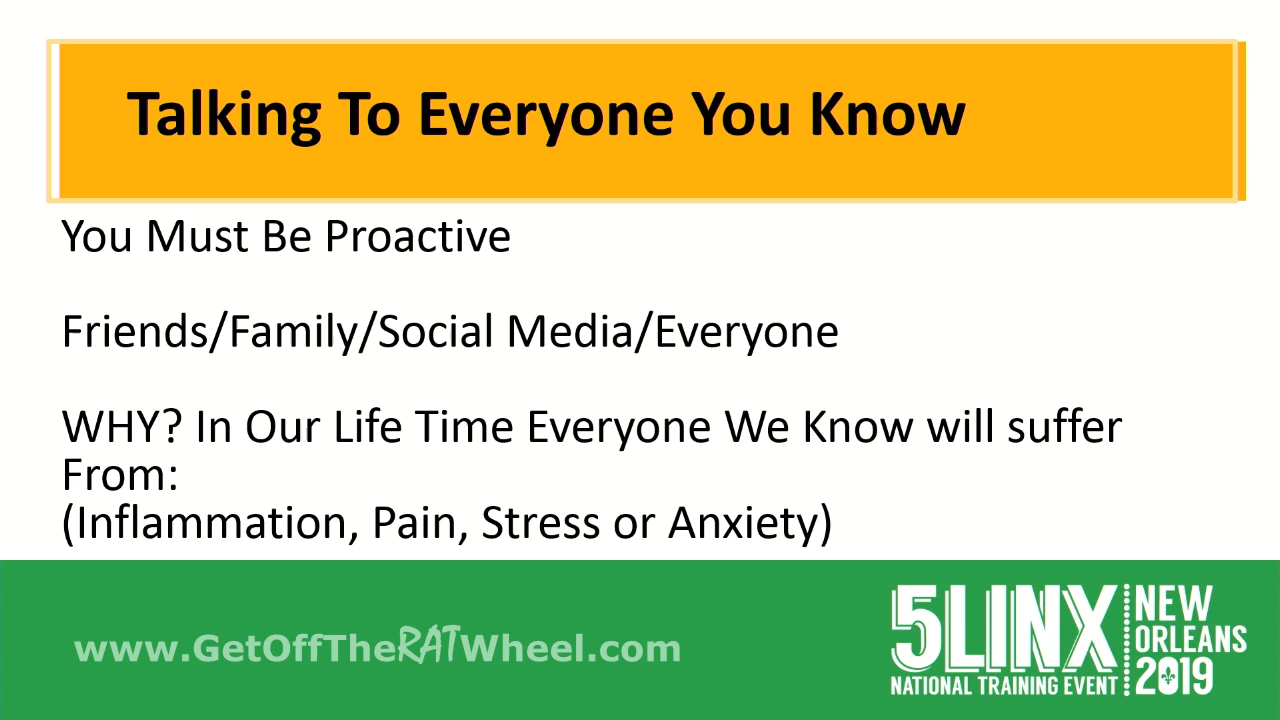 Talking To Everyone You Know
You Must Be Proactive
Friends/Family/Social Media/Everyone
WHY? In Our Life Time Everyone We Know will suffer
From:
(Inflammation, Pain, Stress or Anxiety)
www.GetOffTheRATWheel.com
5LINX
NATIONAL TRAINING EVENT
NEW
ORLEANS
2019